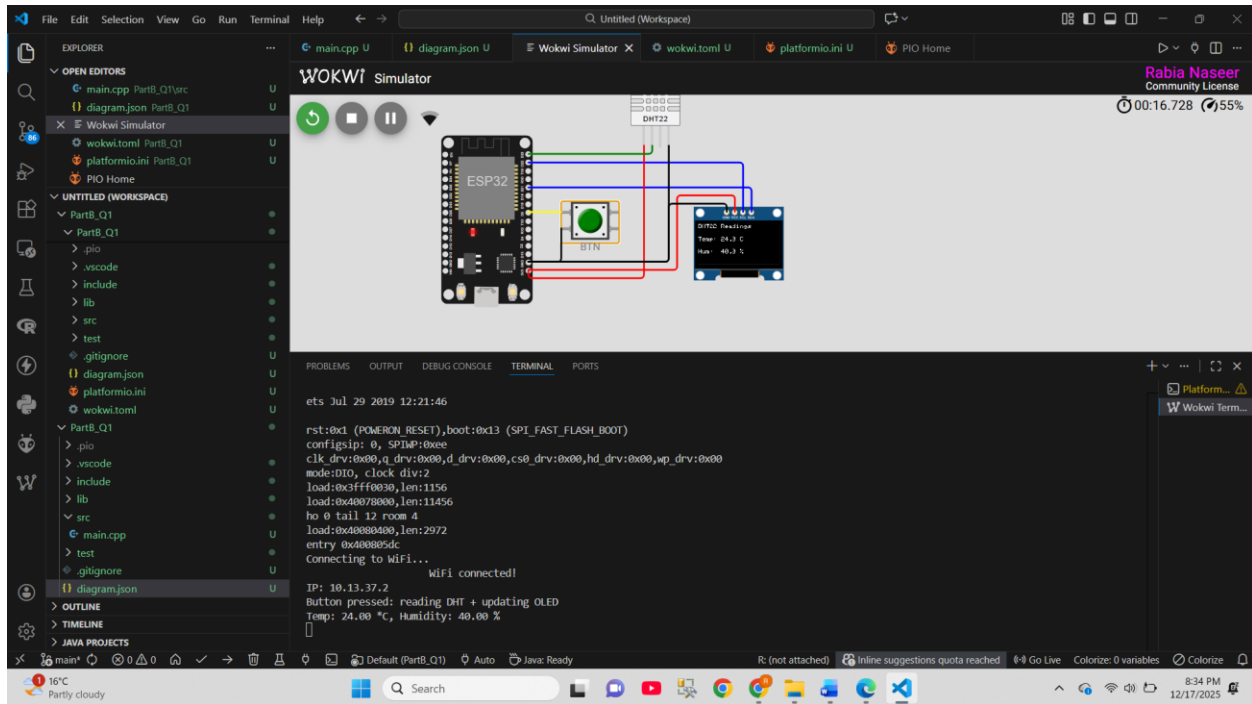 File Edit Selection View Go Run Terminal Help
Untitled (Workspace)
EXPLORER
OPEN EDITORS
main.cpp PartB_Q1\src U
diagram.json PartB_Q1 U
Wokwi Simulator
wokwi.toml PartB_Q1 U
platformio.ini PartB_Q1 U
PIO Home
UNTITLED (WORKSPACE)
PartB_Q1
PartB_Q1
.pio
.vscode
include
lib
src
test
.gitignore U
diagram.json U
platformio.ini U
wokwi.toml U
PartB_Q1
.pio
.vscode
include
lib
src
main.cpp U
test
.gitignore U
diagram.json U
OUTLINE
TIMELINE
JAVA PROJECTS
main.cpp U
diagram.json U
Wokwi Simulator
wokwi.toml U
platformio.ini U
PIO Home
WOKWi Simulator
Rabia Naseer
Community License
00:16.728 55%
DHT22
ESP32
BTN
DHT22 Readings
Temp: 24.3 C
Hum: 40.3 %
PROBLEMS OUTPUT DEBUG CONSOLE TERMINAL PORTS
Platform...
Wokwi Term...
ets Jul 29 2019 12:21:46
rst:0x1 (POWERON_RESET),boot:0x13 (SPI_FAST_FLASH_BOOT)
configsip: 0, SPIWP:0xee
clk_drv:0x00,q_drv:0x00,d_drv:0x00,cs0_drv:0x00,hd_drv:0x00,wp_drv:0x00
mode:DIO, clock div:2
load:0x3fff0030,len:1156
load:0x40078000,len:11456
ho 0 tail 12 room 4
load:0x40080400,len:2972
entry 0x400805dc
Connecting to WiFi...
WiFi connected!
IP: 10.13.37.2
Button pressed: reading DHT + updating OLED
Temp: 24.00 °C, Humidity: 40.00 %
86
main* 0 0 Default (PartB_Q1) Auto Java: Ready R: (not attached) Inline suggestions quota reached Go Live Colorize: 0 variables Colorize
1
16°C
Partly cloudy
Search
8:34 PM
12/17/2025